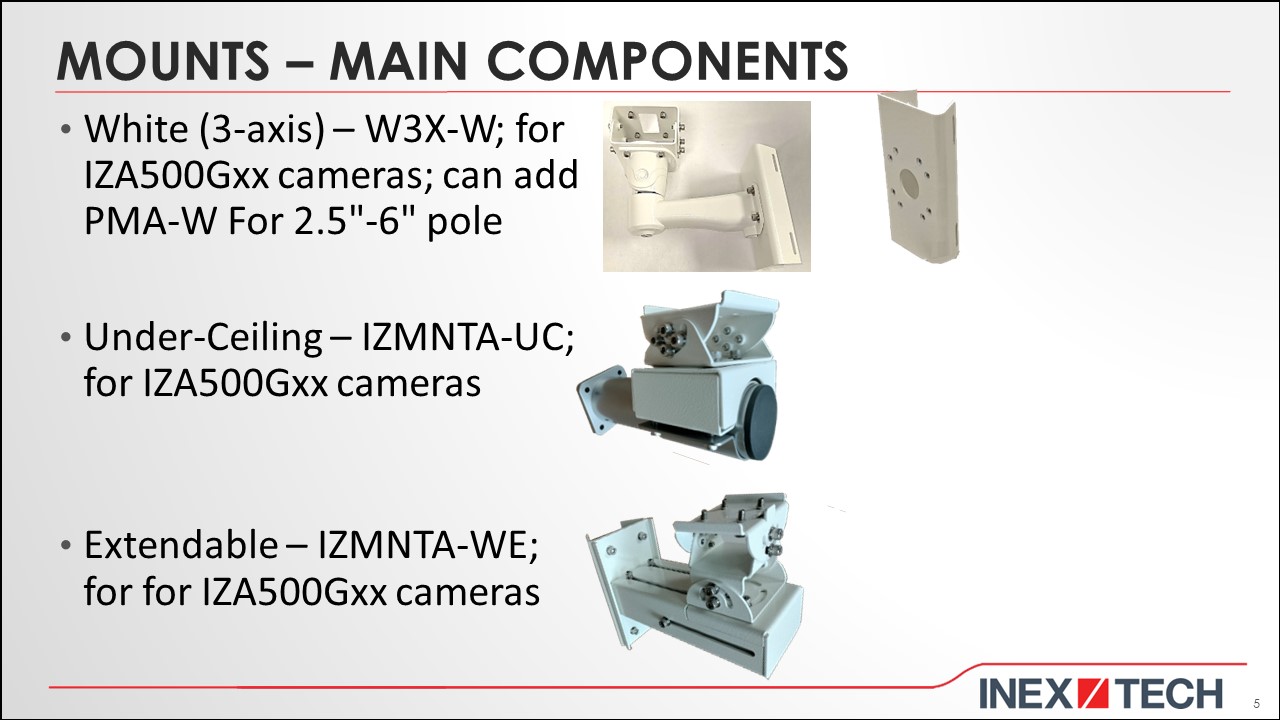 MOUNTS – MAIN COMPONENTS
• White (3-axis) – W3X-W; for
IZA500Gxx cameras; can add
PMA-W For 2.5"-6" pole
• Under-Ceiling – IZMNTA-UC;
for IZA500Gxx cameras
• Extendable – IZMNTA-WE;
for for IZA500Gxx cameras
INEX TECH
5